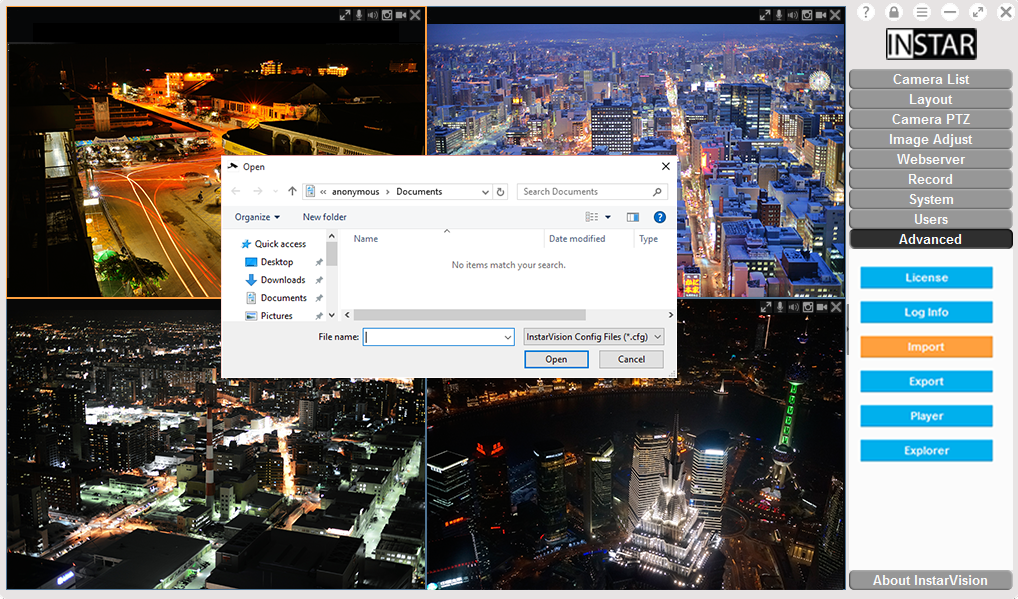 ?
INSTAR
Camera List
Layout
Camera PTZ
Image Adjust
Webserver
Record
System
Users
Advanced
License
Log Info
Import
Export
Player
Explorer
About InstarVision
Open
« anonymous › Documents
Search Documents
Organize
New folder
?
Name
Date modified
Type
Quick access
Desktop
Downloads
Documents
Pictures
No items match your search.
File name:
InstarVision Config Files (*.cfg)
Open
Cancel